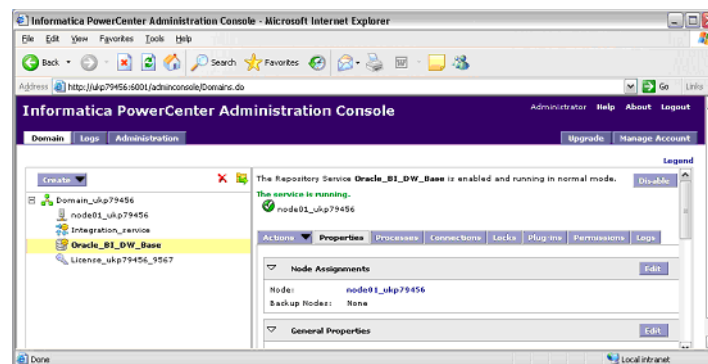 Informatica PowerCenter Administration Console - Microsoft Internet Explorer
File Edit View Favorites Tools Help
Back Search Favorites
Address http://ukp79456:6001/adminconsole/Domains.do Go Links
Informatica PowerCenter Administration Console
Administrator Help About Logout
Domain Logs Administration Upgrade Manage Account
Legend
Create
Domain_ukp79456
node01_ukp79456
Integration_service
Oracle_BI_DW_Base
License_ukp79456_9567
The Repository Service Oracle_BI_DW_Base is enabled and running in normal mode. Disable
The service is running.
node01_ukp79456
Actions Properties Processes Connections Locks Plug-ins Permissions Logs
Node Assignments Edit
Node: node01_ukp79456
Backup Nodes: None
General Properties Edit
Done Local intranet